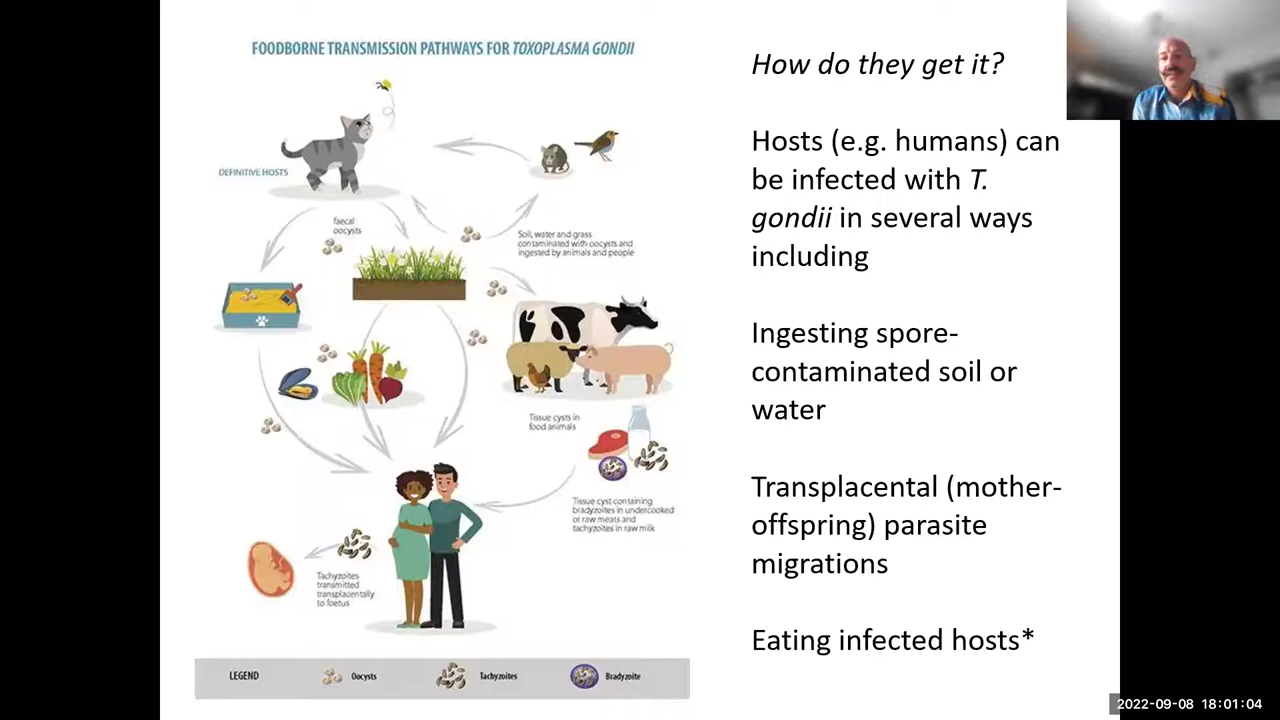 FOODBORNE TRANSMISSION PATHWAYS FOR TOXOPLASMA GONDII
DEFINITIVE HOSTS
faecal
oocysts
Soil, water and grass
contaminated with oocysts and
ingested by animals and people
Tissue cysts in
food animals
Tissue cyst-containing
bradyzoites in undercooked
or raw meats and
tachyzoites in raw milk
Tachyzoites
transmitted
transplacentally
to foetus
LEGEND
Oocysts
Tachyzoites
Bradyzoite
How do they get it?
Hosts (e.g. humans) can
be infected with T.
gondii in several ways
including
Ingesting spore-
contaminated soil or
water
Transplacental (mother-
offspring) parasite
migrations
Eating infected hosts*
2022-09-08 18:01:04